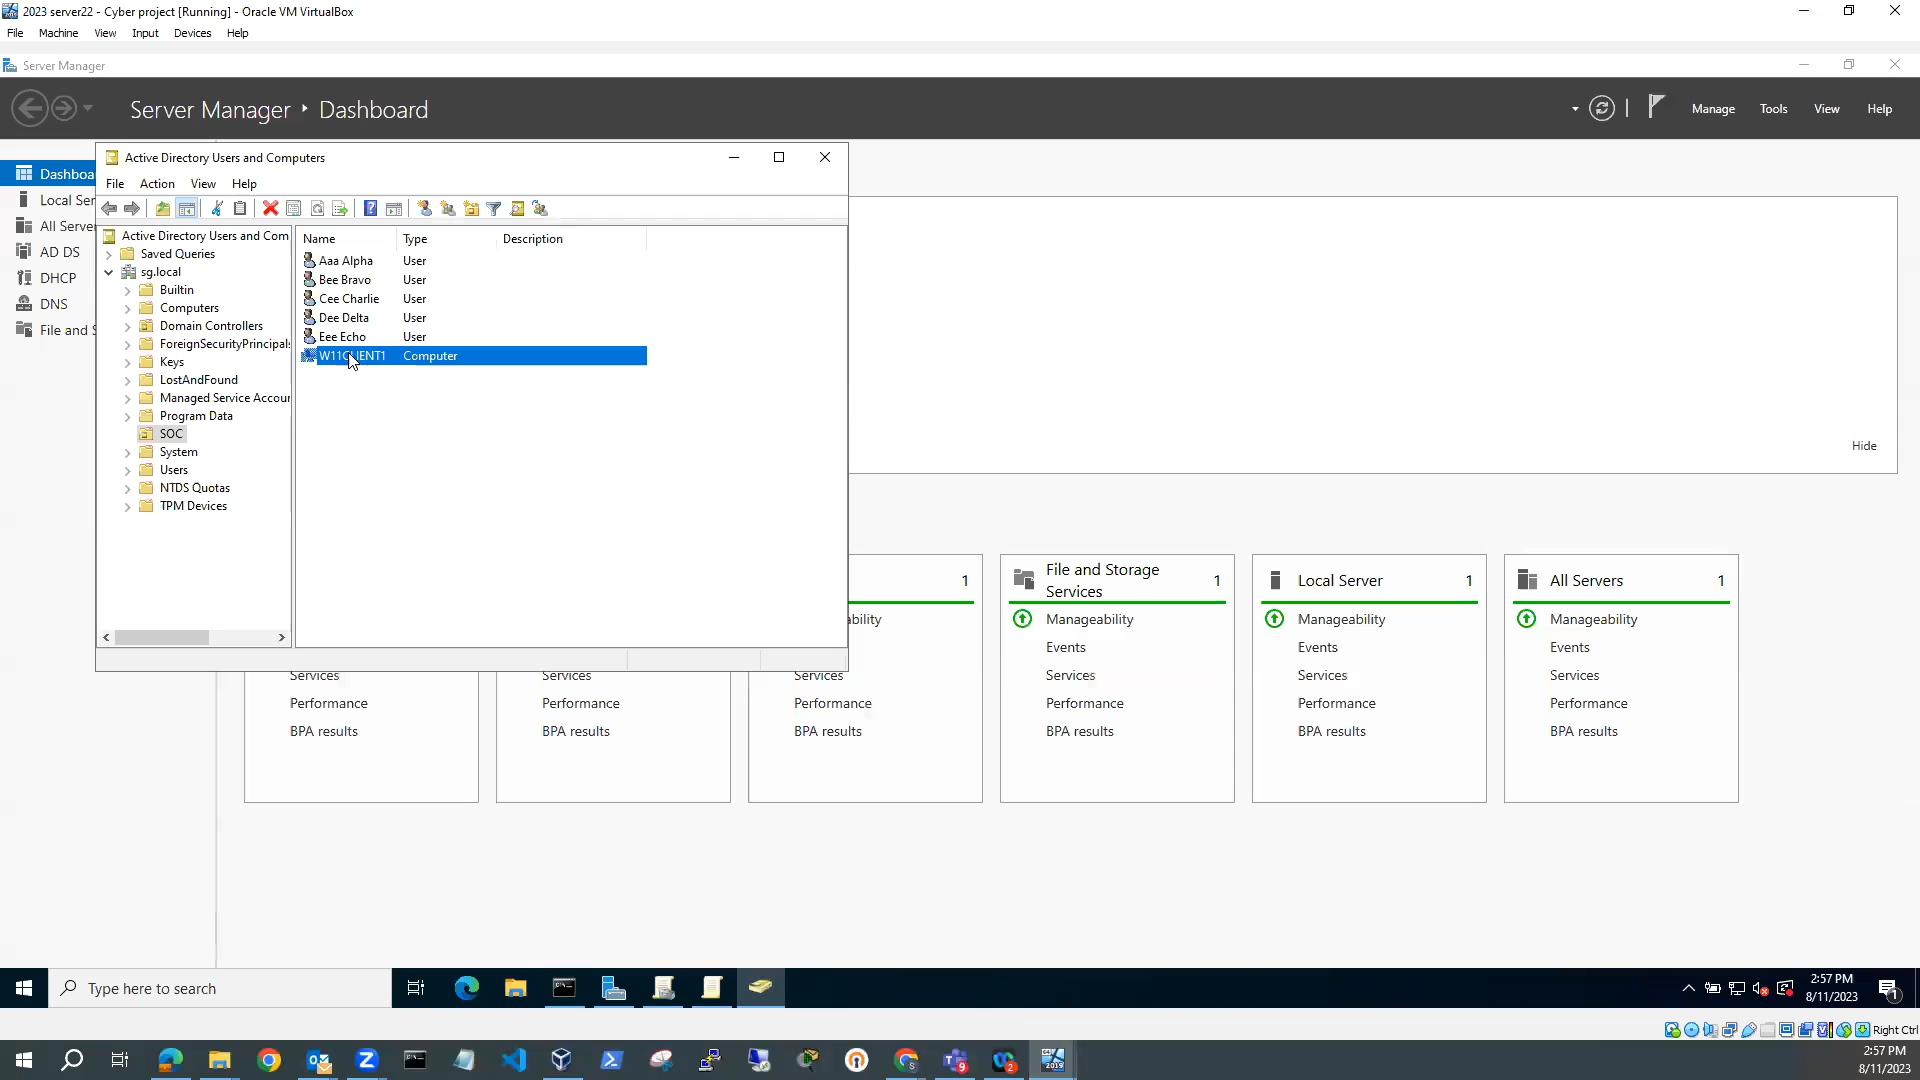 2023 server22 - Cyber project [Running] - Oracle VM VirtualBox
File Machine View Input Devices Help
Server Manager
Server Manager Dashboard
Manage Tools View Help
Dashboa
Local Ser
All Server
AD DS
DHCP
DNS
File and S
Active Directory Users and Computers
File Action View Help
Active Directory Users and Com
Saved Queries
sg.local
Builtin
Computers
Domain Controllers
ForeignSecurityPrincipals
Keys
LostAndFound
Managed Service Accour
Program Data
SOC
System
Users
NTDS Quotas
TPM Devices
Name Type Description
Aaa Alpha User
Bee Bravo User
Cee Charlie User
Dee Delta User
Eee Echo User
W11CLIENT1 Computer
Hide
Services
Performance
BPA results
Services
Performance
BPA results
1
ability
Services
Performance
BPA results
File and Storage
Services
1
Manageability
Events
Services
Performance
BPA results
Local Server 1
Manageability
Events
Services
Performance
BPA results
All Servers 1
Manageability
Events
Services
Performance
BPA results
Type here to search
2:57 PM
8/11/2023
1
Right Ctrl
9
2
2019
2:57 PM
8/11/2023